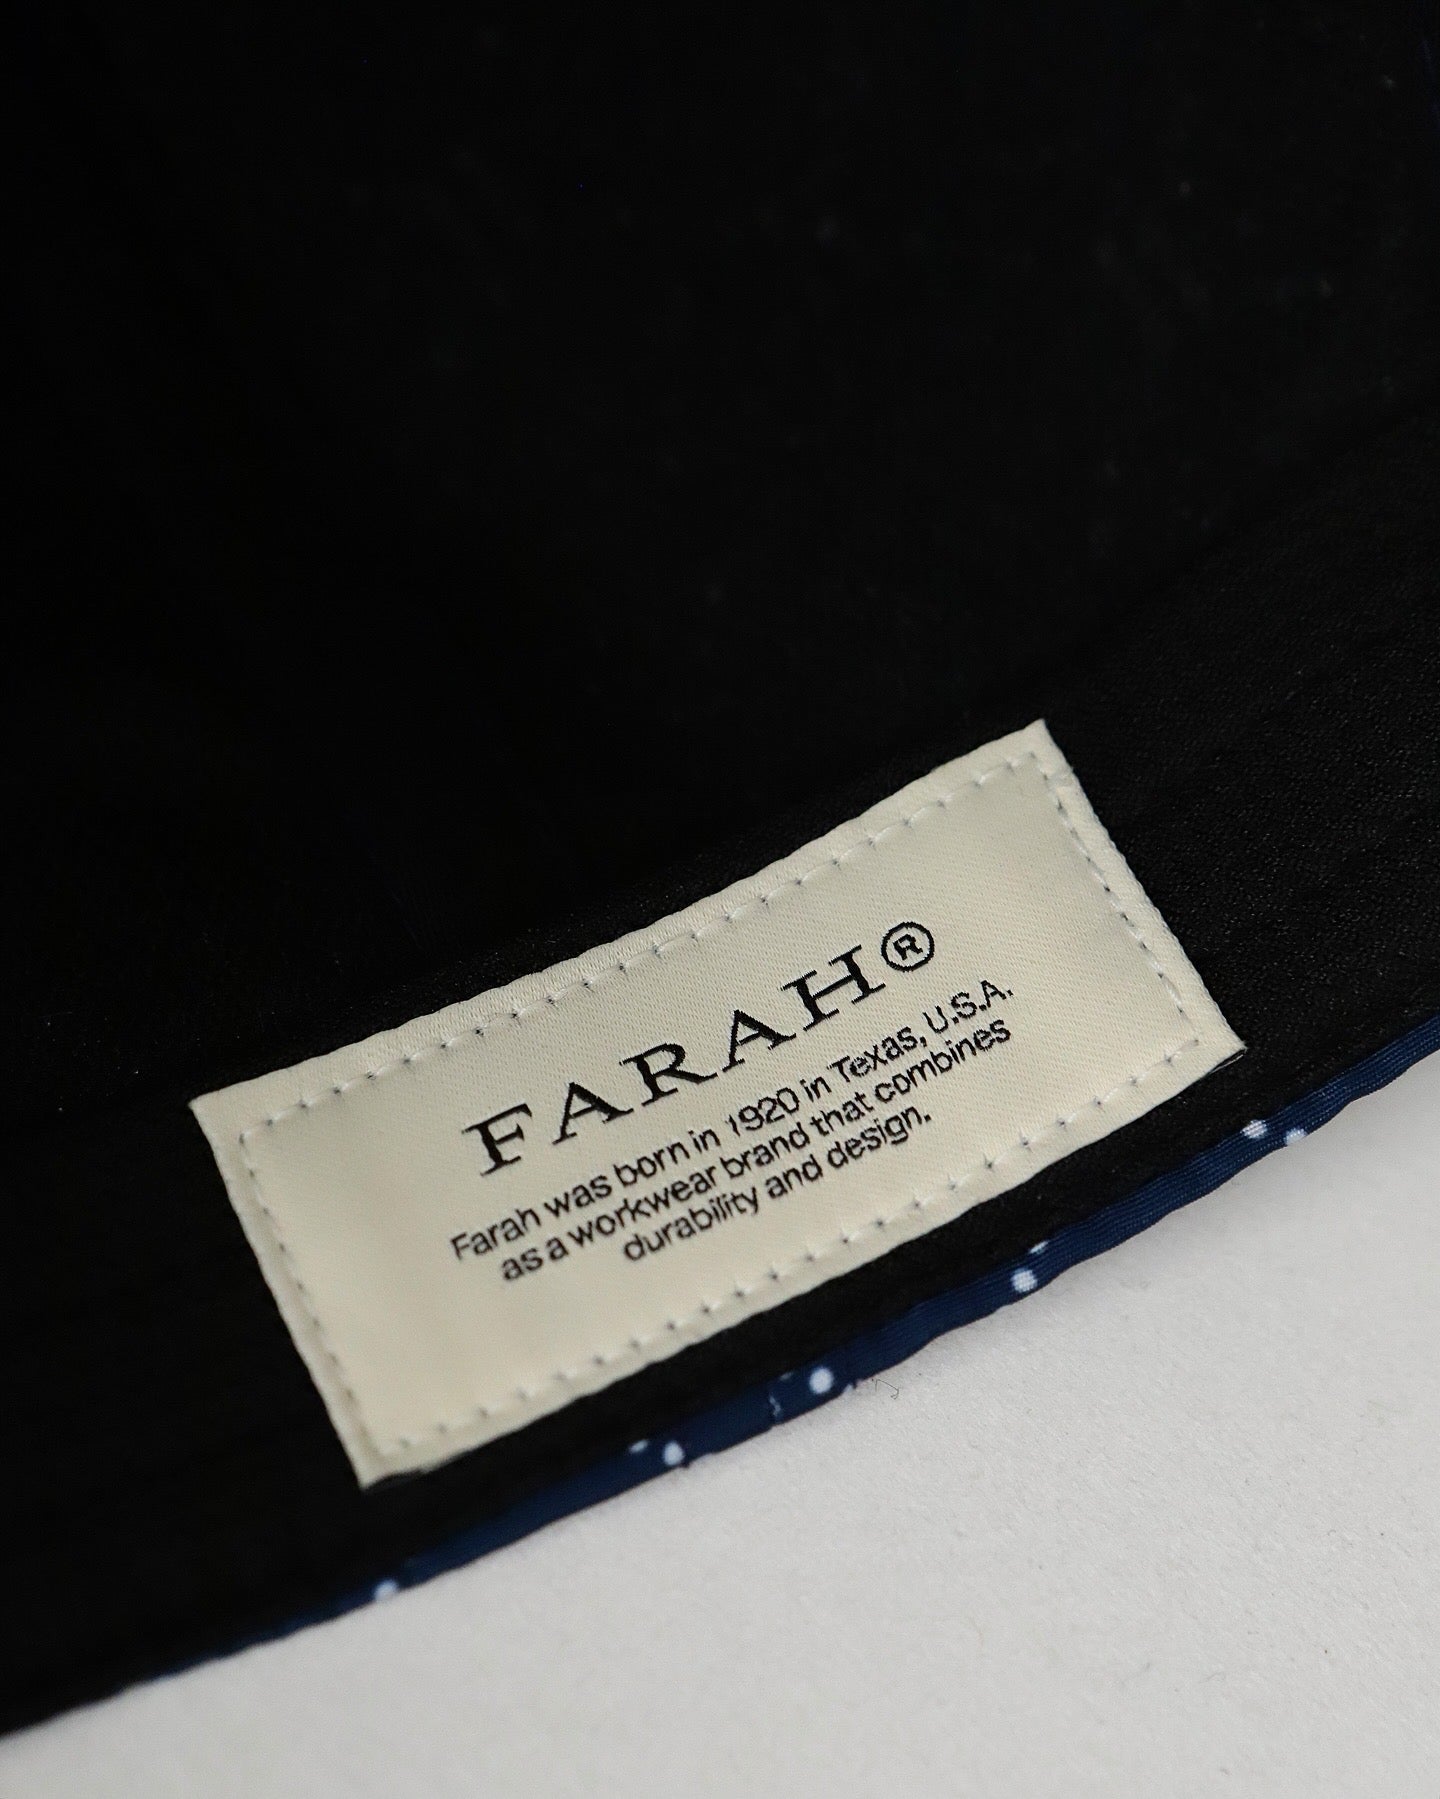 FARAH®
Farah was born in 1920 in Texas, U.S.A.
as a workwear brand that combines
durability and design.